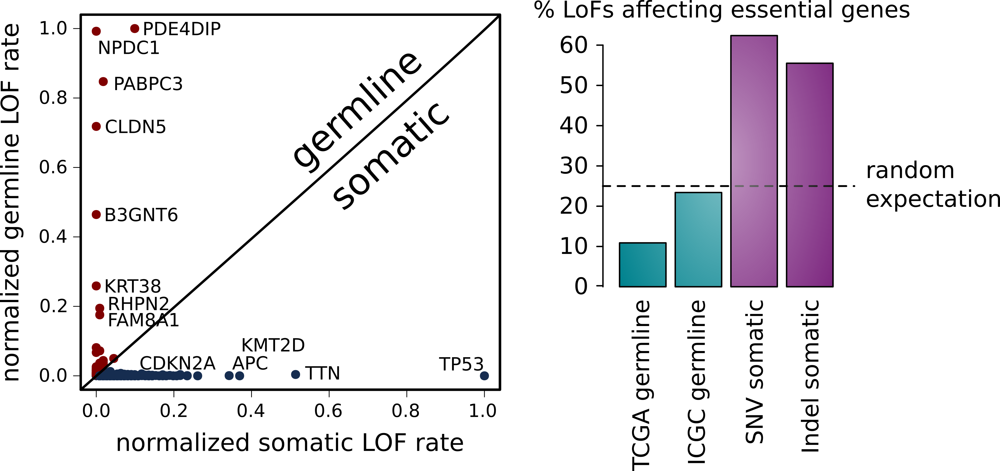 normalized germline LOF rate
1.0
0.8
0.6
0.4
0.2
0.0
PDE4DIP
NPDC1
PABPC3
CLDN5
B3GNT6
KRT38
RHPN2
FAM8A1
germline
somatic
KMT2D
CDKN2A
APC
TTN
TP53
0.0 0.2 0.4 0.6 0.8 1.0
normalized somatic LOF rate
% LoFs affecting essential genes
60
50
40
30
20
10
0
random
expectation
TCGA germline
ICGC germline
SNV somatic
Indel somatic